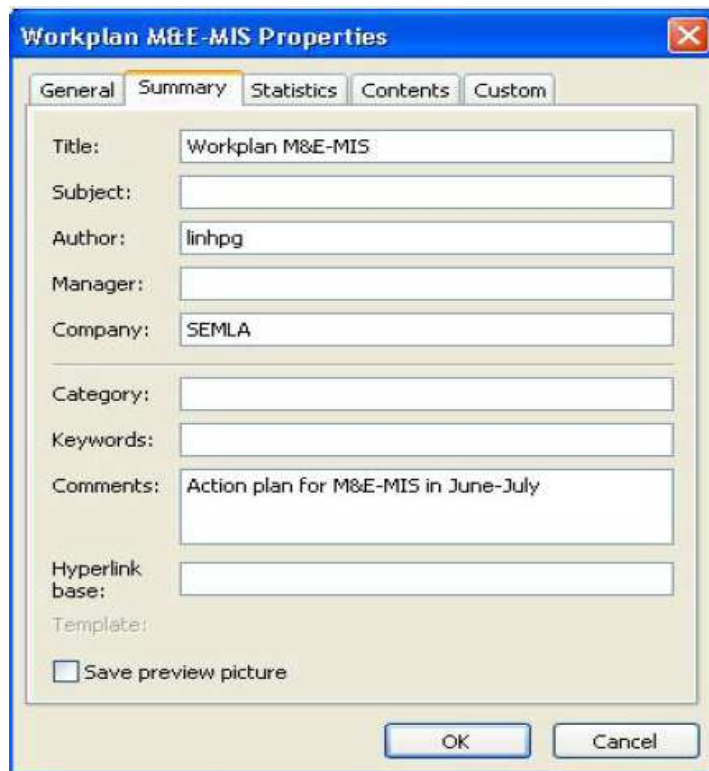 Workplan M&E-MIS Properties
General Summary Statistics Contents Custom
Title: Workplan M&E-MIS
Subject:
Author: linhpg
Manager:
Company: SEMLA
Category:
Keywords:
Comments: Action plan for M&E-MIS in June-July
Hyperlink
base:
Template:
Save preview picture
OK Cancel